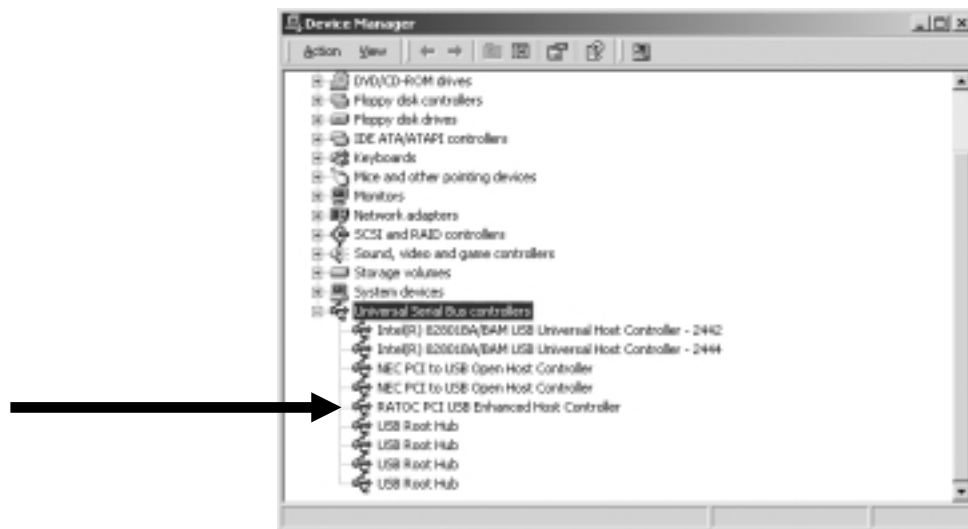 Device Manager
Action View
DVD/CD-ROM drives
Floppy disk controllers
Floppy disk drives
IDE ATA/ATAPI controllers
Keyboards
Mice and other pointing devices
Monitors
Network adapters
SCSI and RAID controllers
Sound, video and game controllers
Storage volumes
System devices
Universal Serial Bus controllers
Intel(R) 82801BA/BAM USB Universal Host Controller - 2442
Intel(R) 82801BA/BAM USB Universal Host Controller - 2444
NEC PCI to USB Open Host Controller
NEC PCI to USB Open Host Controller
RATOC PCI USB Enhanced Host Controller
USB Root Hub
USB Root Hub
USB Root Hub
USB Root Hub